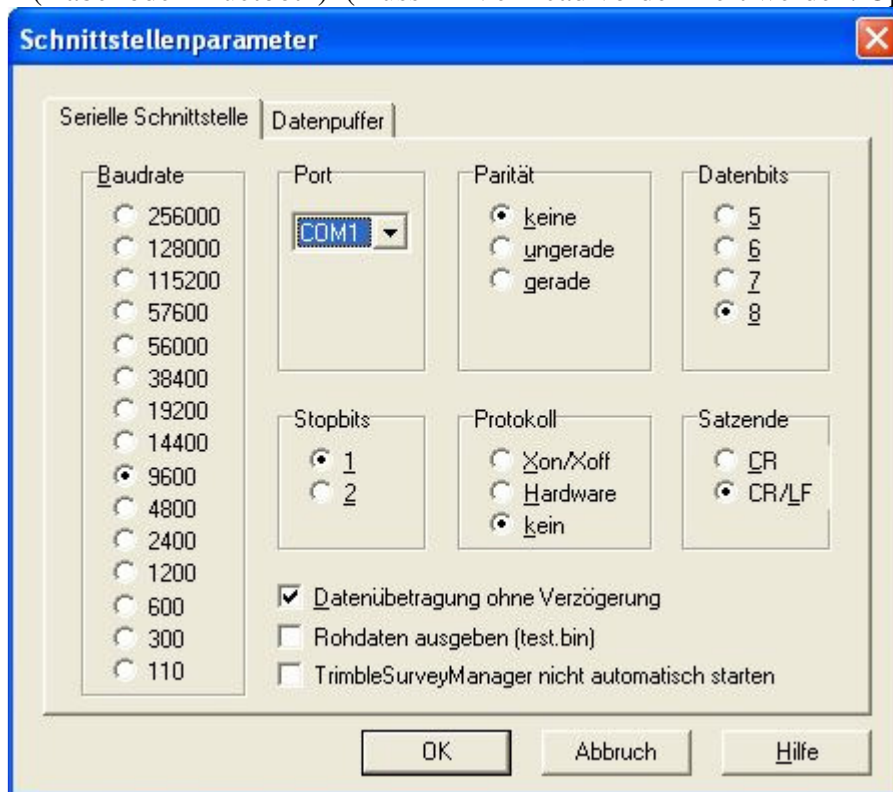 Schnittstellenparameter
Serielle Schnittstelle
Datenpuffer
Baudrate
256000
128000
115200
57600
56000
38400
19200
14400
9600
4800
2400
1200
600
300
110
Port
COM1
Parität
keine
ungerade
gerade
Datenbits
5
6
7
8
Stopbits
1
2
Protokoll
Xon/Xoff
Hardware
kein
Satzende
CR
CR/LF
Datenübetragung ohne Verzögerung
Rohdaten ausgeben (test.bin)
TrimbleSurveyManager nicht automatisch starten
OK
Abbruch
Hilfe